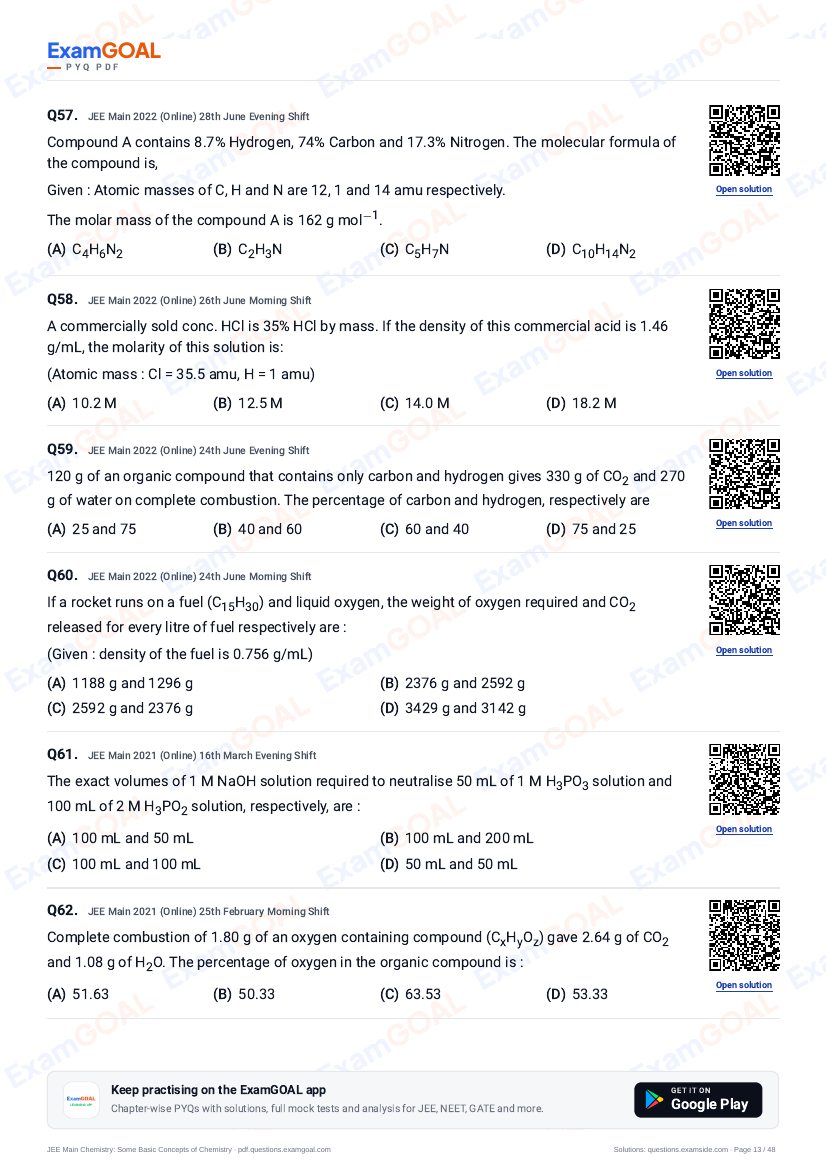 ExamGOAL
PYQ PDF
Q57. JEE Main 2022 (Online) 28th June Evening Shift
Compound A contains 8.7% Hydrogen, 74% Carbon and 17.3% Nitrogen. The molecular formula of
the compound is,
Given : Atomic masses of C, H and N are 12, 1 and 14 amu respectively.
The molar mass of the compound A is 162 g mol⁻¹.
(A) C₄H₆N₂ (B) C₂H₃N (C) C₅H₇N (D) C₁₀H₁₄N₂
Open solution
Q58. JEE Main 2022 (Online) 26th June Morning Shift
A commercially sold conc. HCl is 35% HCl by mass. If the density of this commercial acid is 1.46
g/mL, the molarity of this solution is:
(Atomic mass : Cl = 35.5 amu, H = 1 amu)
(A) 10.2 M (B) 12.5 M (C) 14.0 M (D) 18.2 M
Open solution
Q59. JEE Main 2022 (Online) 24th June Evening Shift
120 g of an organic compound that contains only carbon and hydrogen gives 330 g of CO₂ and 270
g of water on complete combustion. The percentage of carbon and hydrogen, respectively are
(A) 25 and 75 (B) 40 and 60 (C) 60 and 40 (D) 75 and 25
Open solution
Q60. JEE Main 2022 (Online) 24th June Morning Shift
If a rocket runs on a fuel (C₁₅H₃₀) and liquid oxygen, the weight of oxygen required and CO₂
released for every litre of fuel respectively are :
(Given : density of the fuel is 0.756 g/mL)
(A) 1188 g and 1296 g (B) 2376 g and 2592 g
(C) 2592 g and 2376 g (D) 3429 g and 3142 g
Open solution
Q61. JEE Main 2021 (Online) 16th March Evening Shift
The exact volumes of 1 M NaOH solution required to neutralise 50 mL of 1 M H₃PO₃ solution and
100 mL of 2 M H₃PO₂ solution, respectively, are :
(A) 100 mL and 50 mL (B) 100 mL and 200 mL
(C) 100 mL and 100 mL (D) 50 mL and 50 mL
Open solution
Q62. JEE Main 2021 (Online) 25th February Morning Shift
Complete combustion of 1.80 g of an oxygen containing compound (CₓHᵧO𝓏) gave 2.64 g of CO₂
and 1.08 g of H₂O. The percentage of oxygen in the organic compound is :
(A) 51.63 (B) 50.33 (C) 63.53 (D) 53.33
Open solution
ExamGOAL
Keep practising on the ExamGOAL app
Chapter-wise PYQs with solutions, full mock tests and analysis for JEE, NEET, GATE and more.
GET IT ON
Google Play
JEE Main Chemistry: Some Basic Concepts of Chemistry · pdf.questions.examgoal.com
Solutions: questions.examside.com · Page 13 / 48